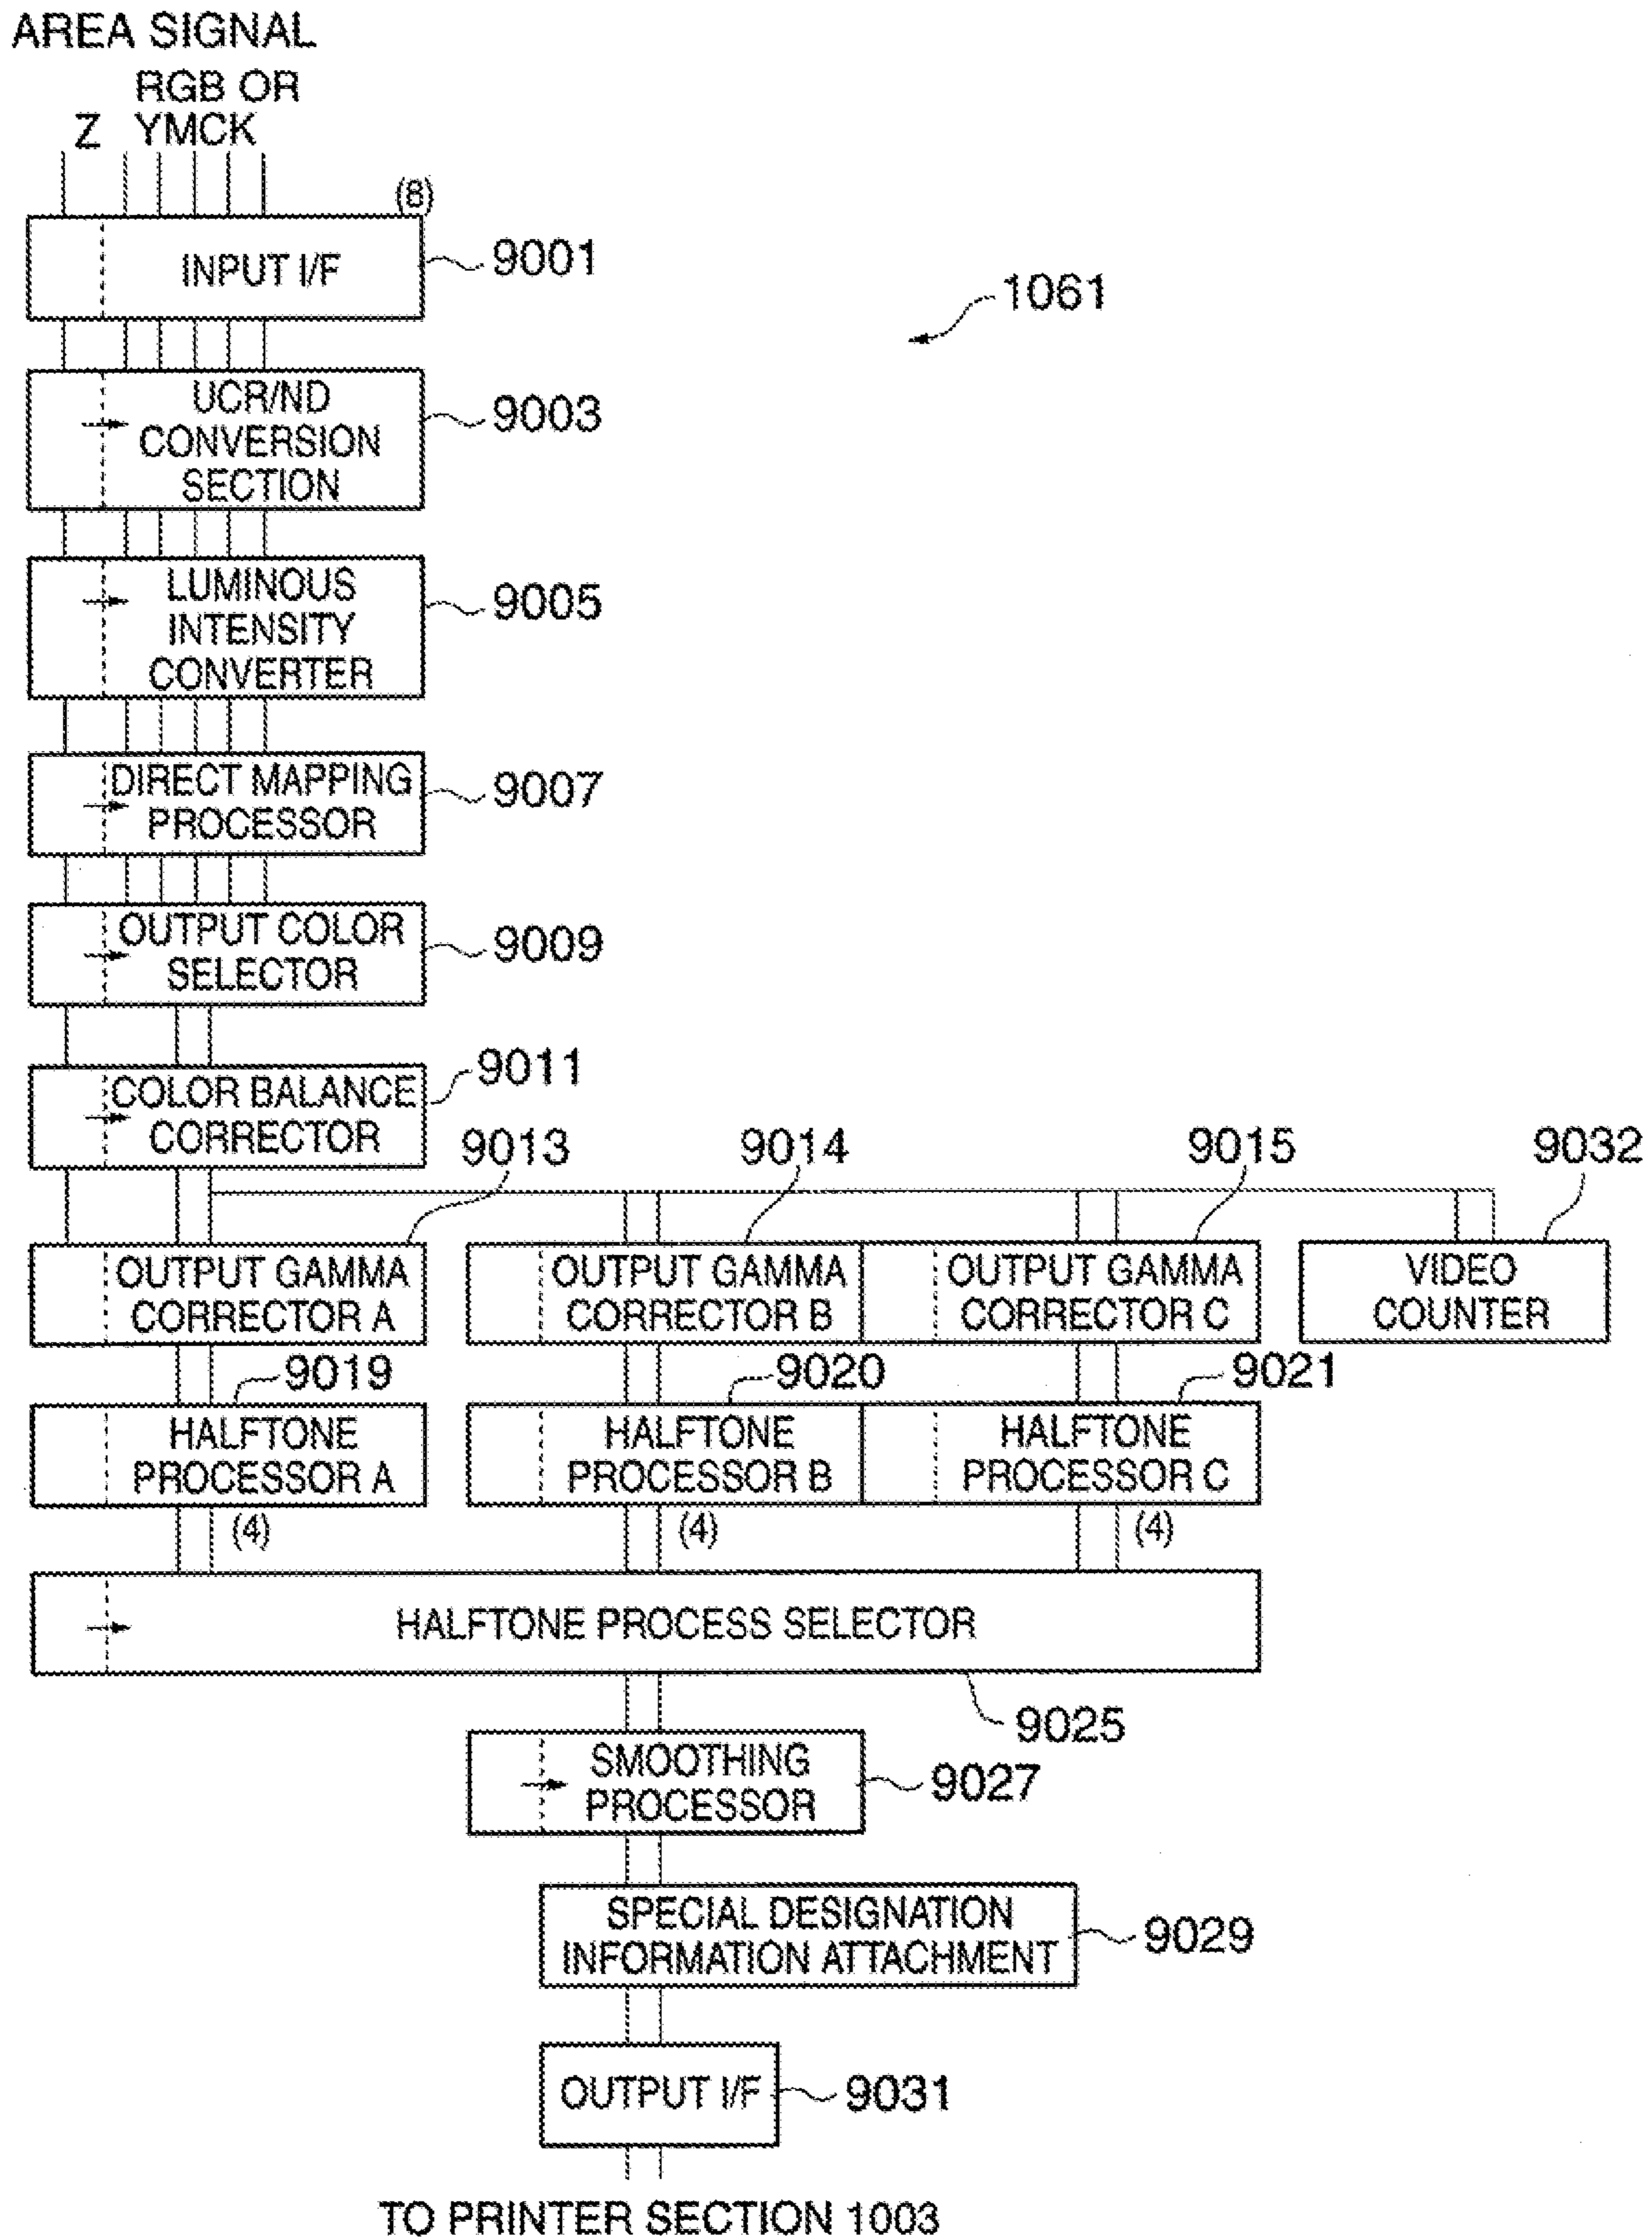 AREA SIGNAL
RGB OR
Z YMCK
(8)
INPUT I/F
9001
1061
UCR/ND
CONVERSION
SECTION
9003
LUMINOUS
INTENSITY
CONVERTER
9005
DIRECT MAPPING
PROCESSOR
9007
OUTPUT COLOR
SELECTOR
9009
COLOR BALANCE
CORRECTOR
9011
9013
9014
9015
9032
OUTPUT GAMMA
CORRECTOR A
OUTPUT GAMMA
CORRECTOR B
OUTPUT GAMMA
CORRECTOR C
VIDEO
COUNTER
9019
9020
9021
HALFTONE
PROCESSOR A
HALFTONE
PROCESSOR B
HALFTONE
PROCESSOR C
(4)
(4)
(4)
HALFTONE PROCESS SELECTOR
9025
SMOOTHING
PROCESSOR
9027
SPECIAL DESIGNATION
INFORMATION ATTACHMENT
9029
OUTPUT I/F
9031
TO PRINTER SECTION 1003